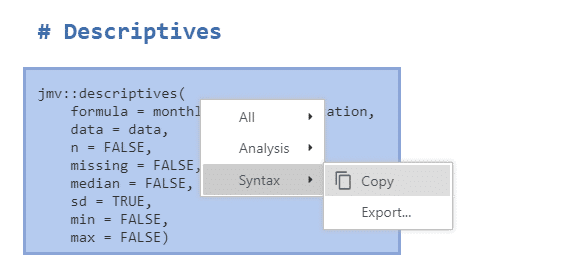 # Descriptives
jmv::descriptives(
formula = monthl
ation,
data = data,
n = FALSE,
missing = FALSE,
median = FALSE,
sd = TRUE,
min = FALSE,
max = FALSE)
All
Analysis
Syntax
Copy
Export...